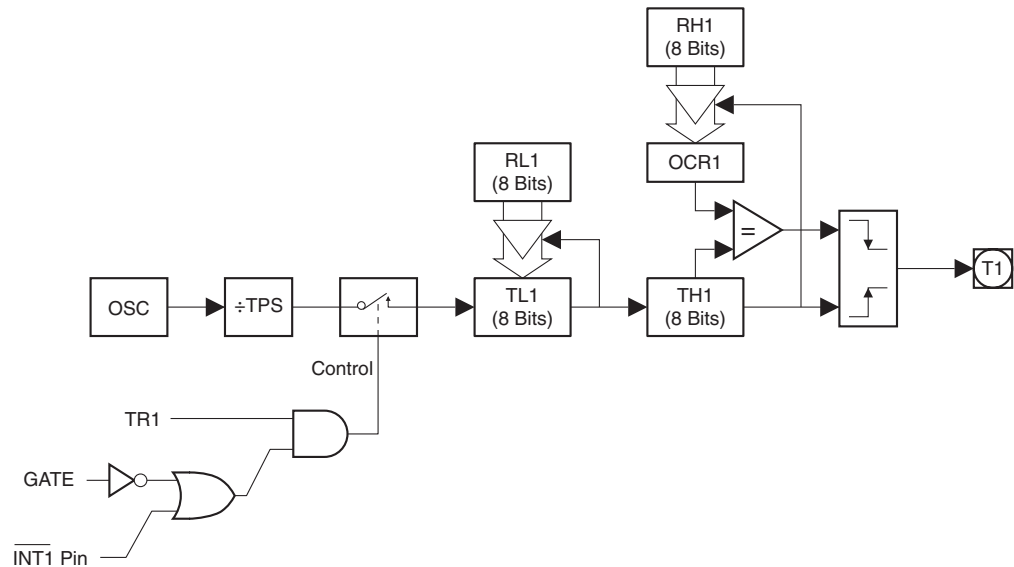 RH1
(8 Bits)
RL1
(8 Bits)
OCR1
=
OSC
÷TPS
TL1
(8 Bits)
TH1
(8 Bits)
T1
Control
TR1
GATE
I̅N̅T̅1̅ Pin